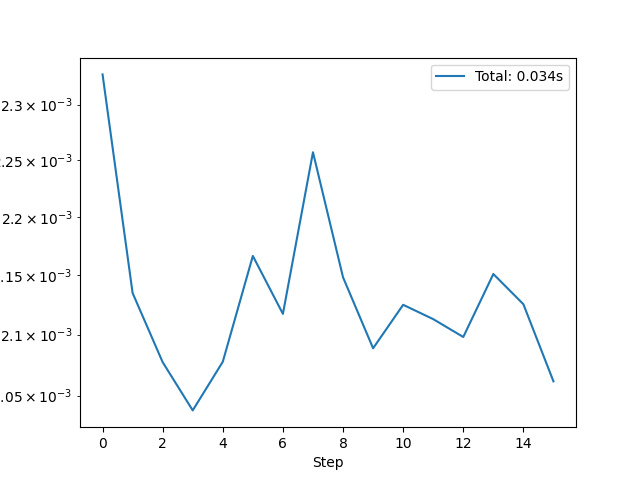 Total: 0.034s
2.3 × 10⁻³
.25 × 10⁻³
2.2 × 10⁻³
.15 × 10⁻³
2.1 × 10⁻³
.05 × 10⁻³
0 2 4 6 8 10 12 14
Step